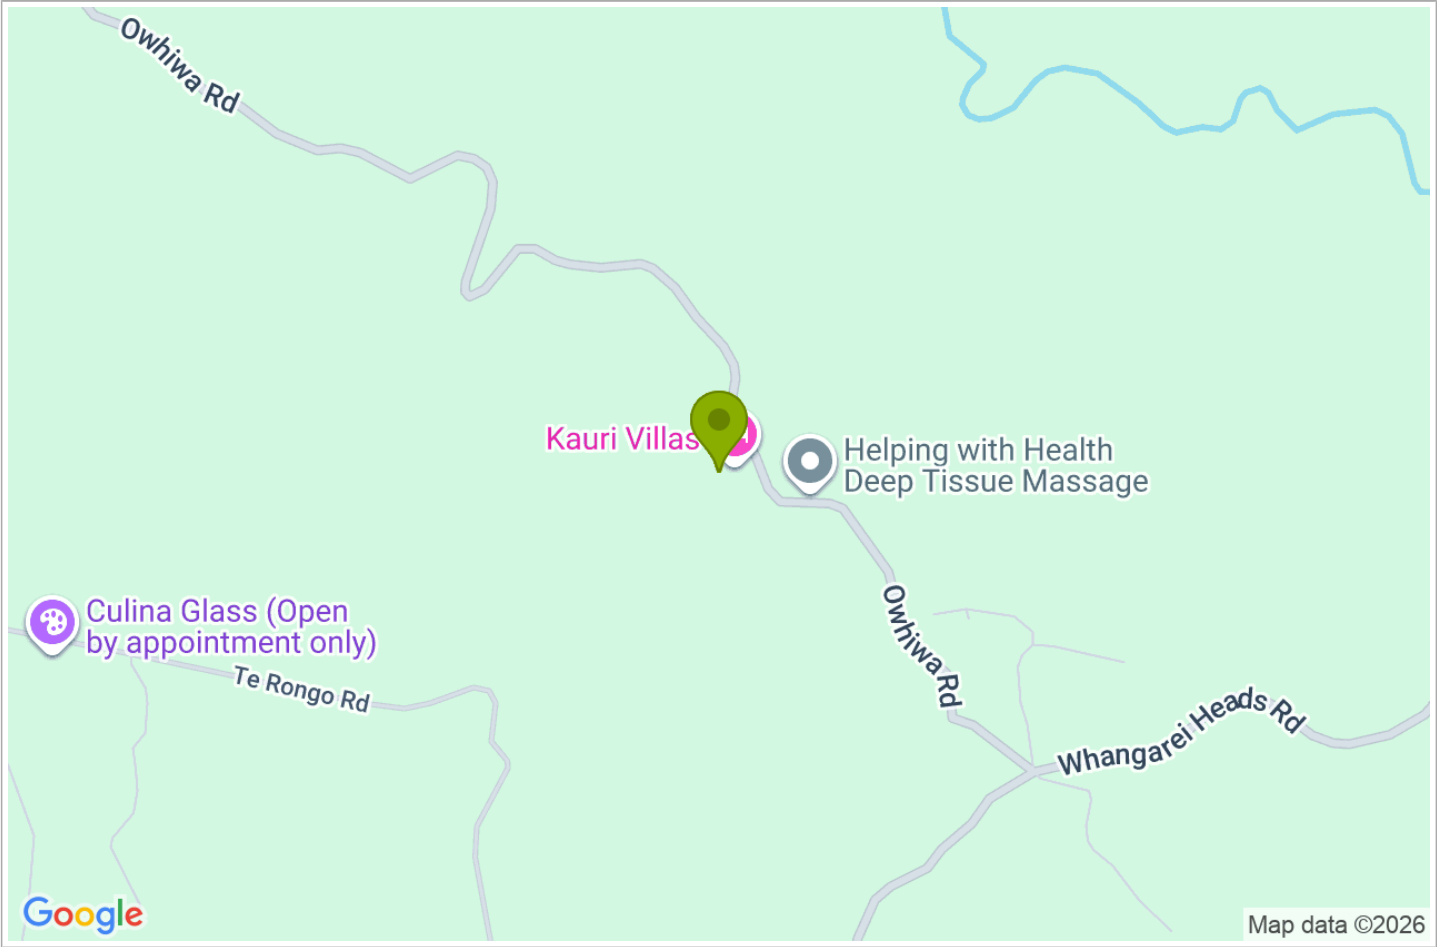 Owhiwa Rd
Kauri Villas
Helping with Health
Deep Tissue Massage
Owhiwa Rd
Culina Glass (Open
by appointment only)
Te Rongo Rd
Whangarei Heads Rd
Google
Map data ©2026